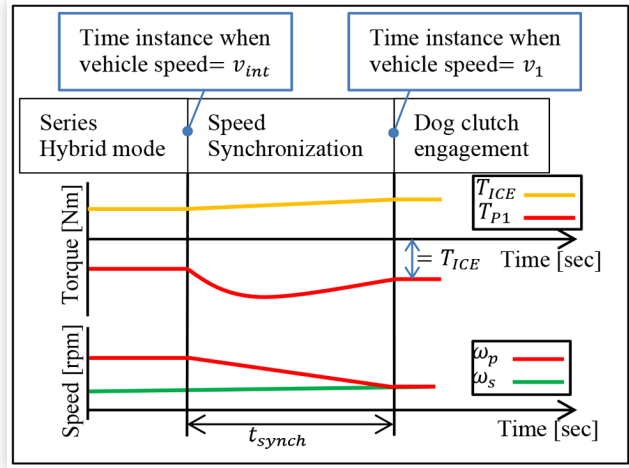 Time instance when
vehicle speed= v_int
Time instance when
vehicle speed= v_1
Series
Hybrid mode
Speed
Synchronization
Dog clutch
engagement
T_ICE
T_P1
Torque [Nm]
= T_ICE
Time [sec]
ω_p
ω_s
Speed [rpm]
t_synch
Time [sec]